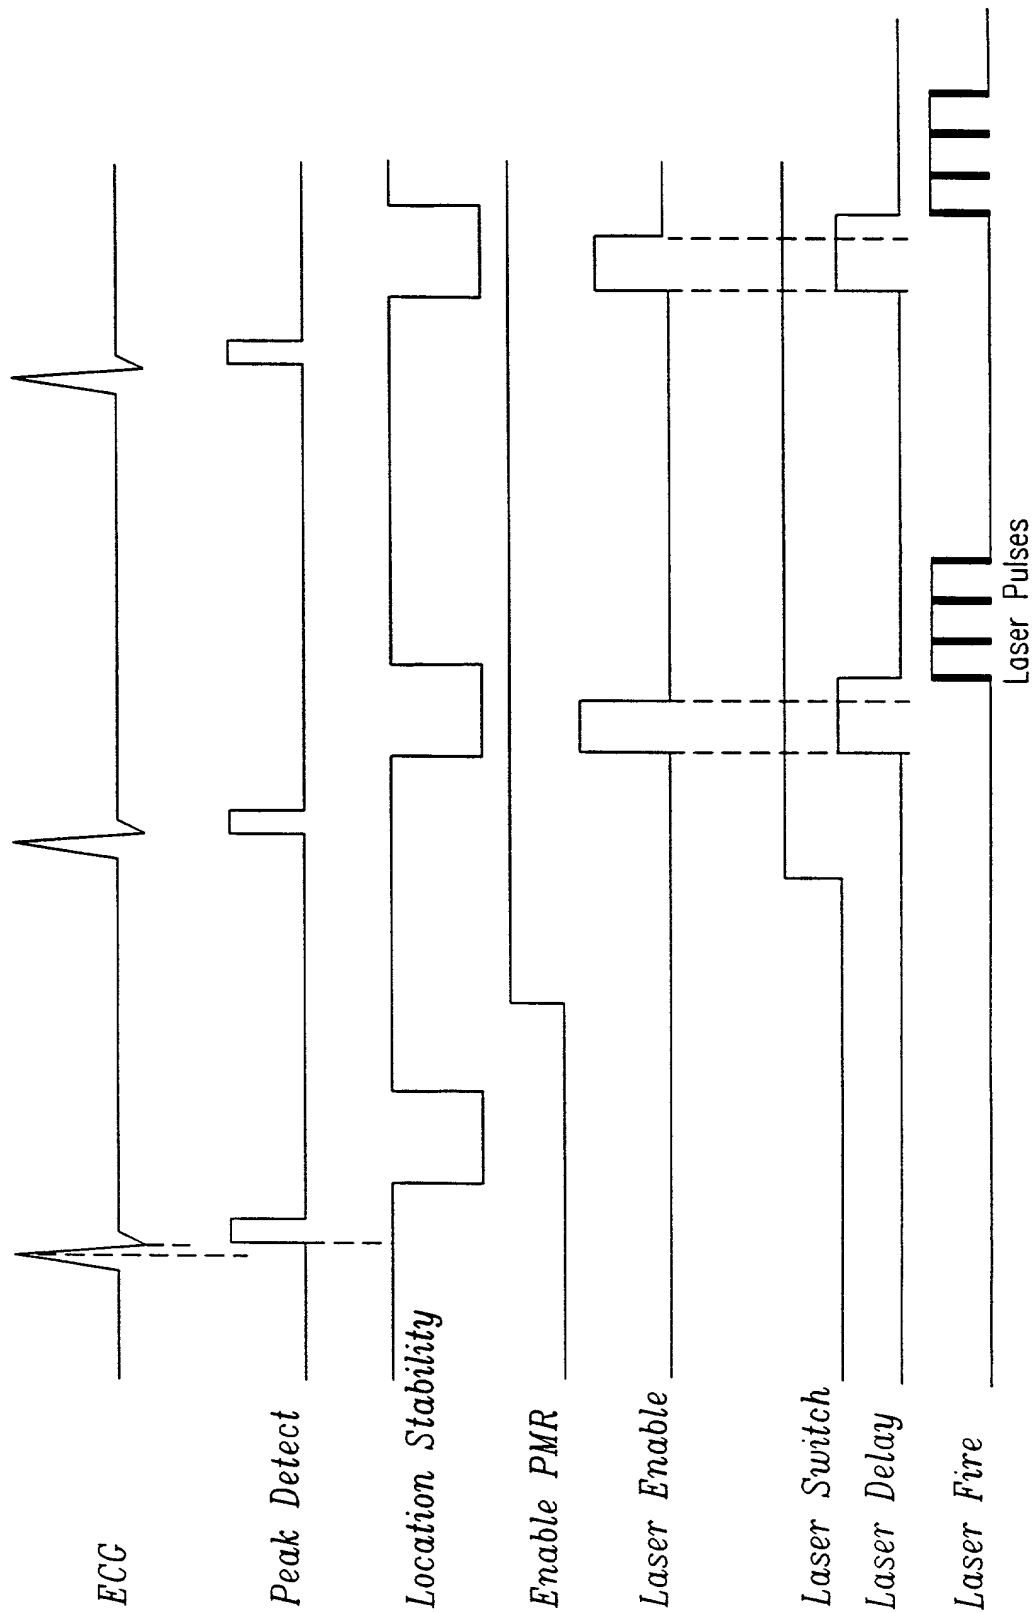 ECG
Peak Detect
Location Stability
Enable PMR
Laser Enable
Laser Switch
Laser Delay
Laser Fire
Laser Pulses